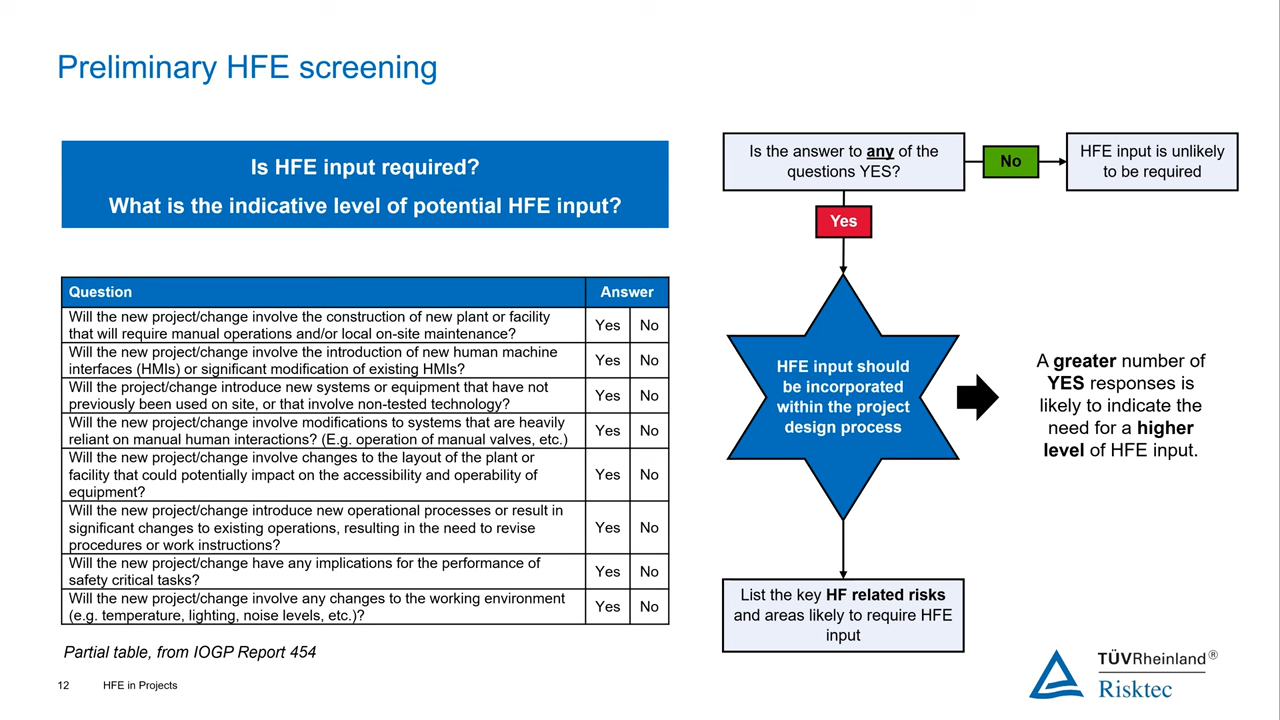 Preliminary HFE screening
Is HFE input required?
What is the indicative level of potential HFE input?
Question
Answer
Will the new project/change involve the construction of new plant or facility
that will require manual operations and/or local on-site maintenance?
Yes
No
Will the new project/change involve the introduction of new human machine
interfaces (HMIs) or significant modification of existing HMIs?
Yes
No
Will the project/change introduce new systems or equipment that have not
previously been used on site, or that involve non-tested technology?
Yes
No
Will the new project/change involve modifications to systems that are heavily
reliant on manual human interactions? (E.g. operation of manual valves, etc.)
Yes
No
Will the new project/change involve changes to the layout of the plant or
facility that could potentially impact on the accessibility and operability of
equipment?
Yes
No
Will the new project/change introduce new operational processes or result in
significant changes to existing operations, resulting in the need to revise
procedures or work instructions?
Yes
No
Will the new project/change have any implications for the performance of
safety critical tasks?
Yes
No
Will the new project/change involve any changes to the working environment
(e.g. temperature, lighting, noise levels, etc.)?
Yes
No
Partial table, from IOGP Report 454
Is the answer to any of the
questions YES?
No
HFE input is unlikely
to be required
Yes
HFE input should
be incorporated
within the project
design process
A greater number of
YES responses is
likely to indicate the
need for a higher
level of HFE input.
List the key HF related risks
and areas likely to require HFE
input
12
HFE in Projects
TÜVRheinland®
Risktec